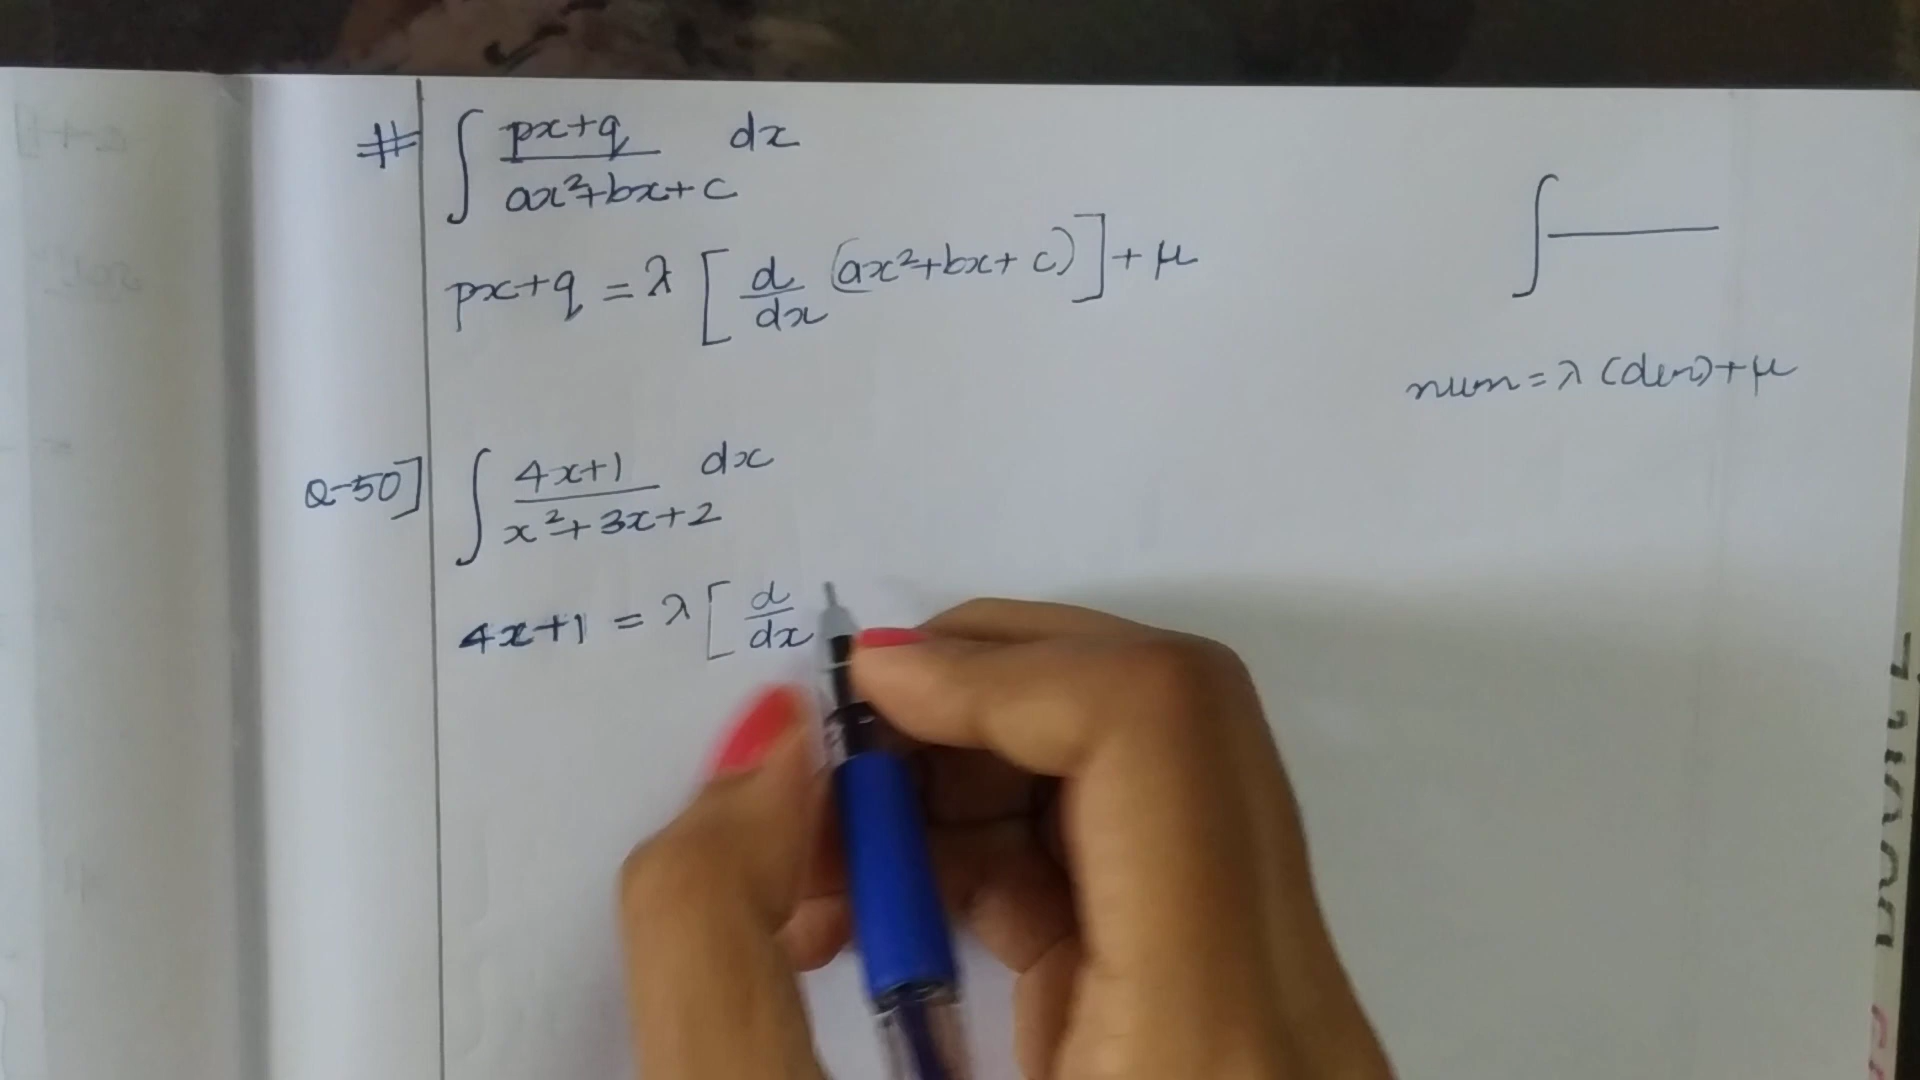 # ∫ px+q dx
ax²+bx+c
px+q = λ [ d/dx (ax²+bx+c) ] + μ
∫
num = λ (den) + μ
Q-50] ∫ 4x+1 dx
x²+3x+2
4x+1 = λ [ d/dx